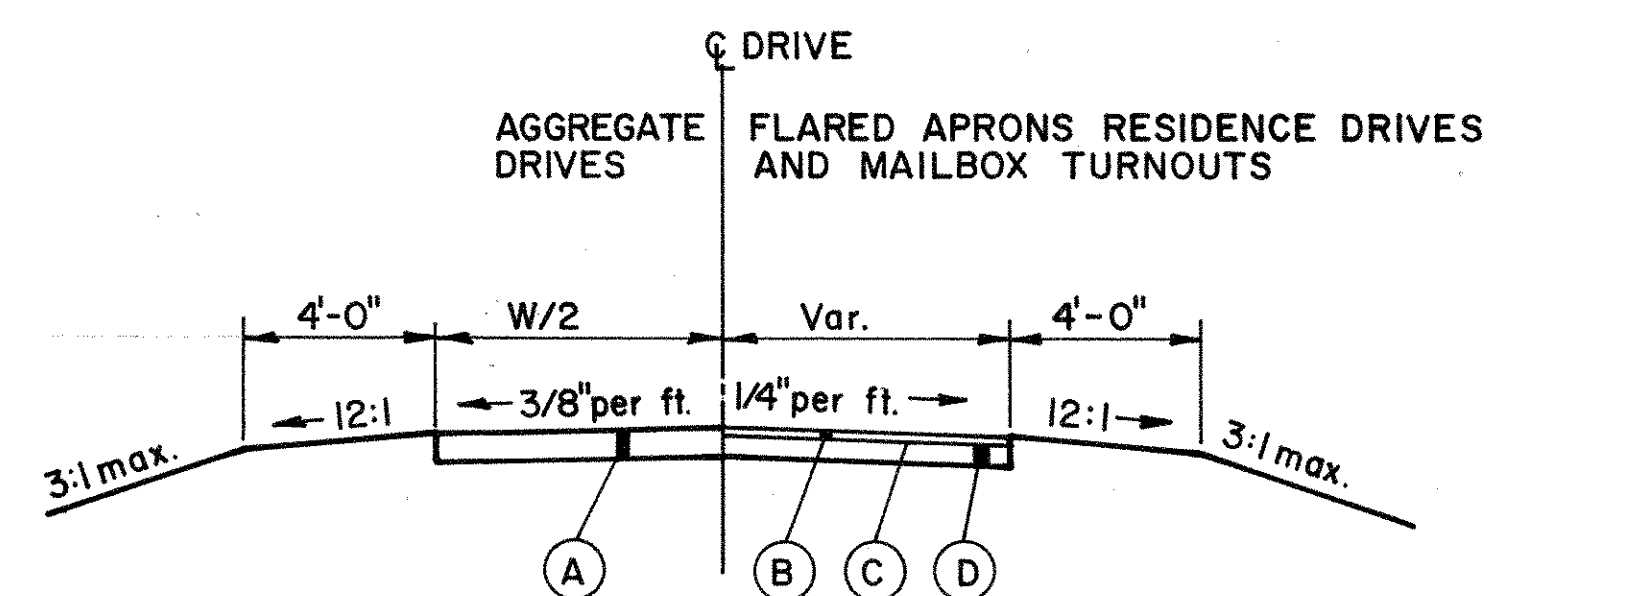 ℄ DRIVE
AGGREGATE DRIVES
FLARED APRONS RESIDENCE DRIVES
AND MAILBOX TURNOUTS
4'-0" W/2 Var. 4'-0"
12:1 3/8" per ft. 1/4" per ft. 12:1
3:1 max. 3:1 max.
A B C D